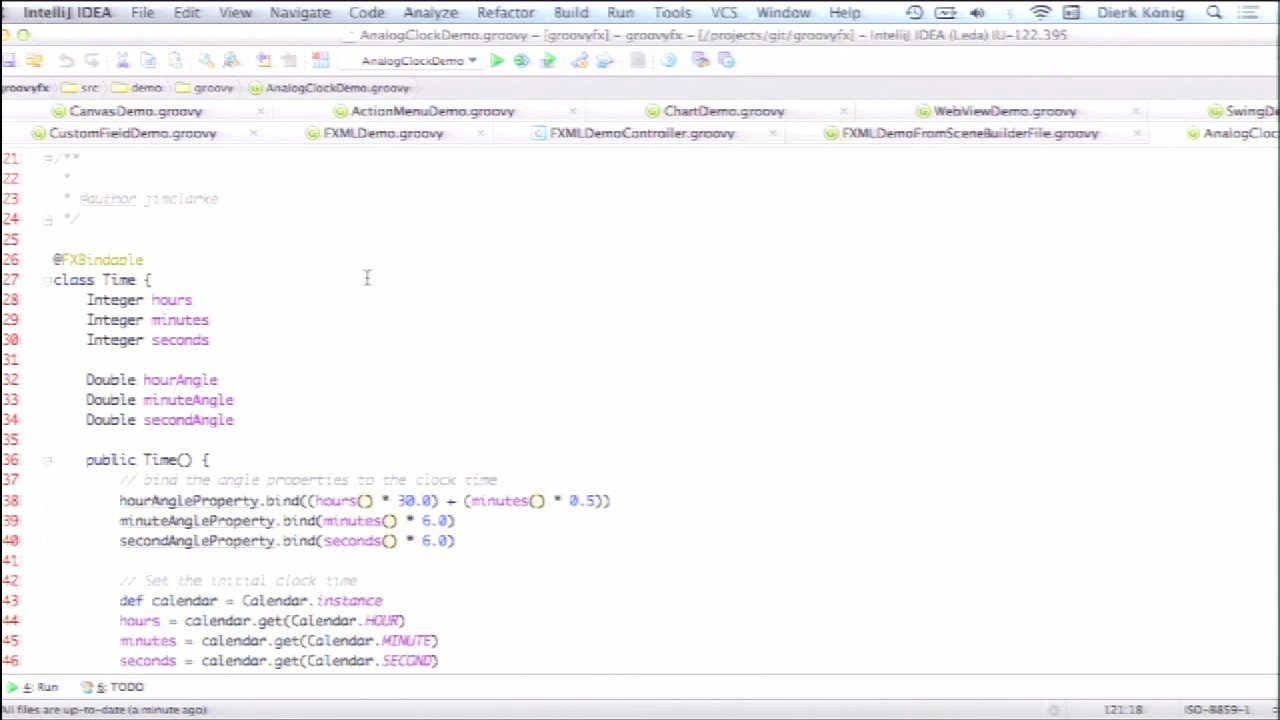 IntelliJ IDEA File Edit View Navigate Code Analyze Refactor Build Run Tools VCS Window Help Dierk König
AnalogClockDemo.groovy – [groovyfx] – groovyfx – [/projects/git/groovyfx] – IntelliJ IDEA (Leda) IU-122.395
AnalogClockDemo
groovyfx src demo groovy AnalogClockDemo.groovy
CanvasDemo.groovy ActionMenuDemo.groovy ChartDemo.groovy WebViewDemo.groovy SwingDe
CustomFieldDemo.groovy FXMLDemo.groovy FXMLDemoController.groovy FXMLDemoFromSceneBuilderFile.groovy AnalogCloc
21 /**
22 *
23 * @author jimclarke
24 */
25
26 @FXBindable
27 class Time {
28 Integer hours
29 Integer minutes
30 Integer seconds
31
32 Double hourAngle
33 Double minuteAngle
34 Double secondAngle
35
36 public Time() {
37 // bind the angle properties to the clock time
38 hourAngleProperty.bind((hours() * 30.0) + (minutes() * 0.5))
39 minuteAngleProperty.bind(minutes() * 6.0)
40 secondAngleProperty.bind(seconds() * 6.0)
41
42 // Set the initial clock time
43 def calendar = Calendar.instance
44 hours = calendar.get(Calendar.HOUR)
45 minutes = calendar.get(Calendar.MINUTE)
46 seconds = calendar.get(Calendar.SECOND)
4: Run 6: TODO
All files are up-to-date (a minute ago) 121:18 ISO-8859-1